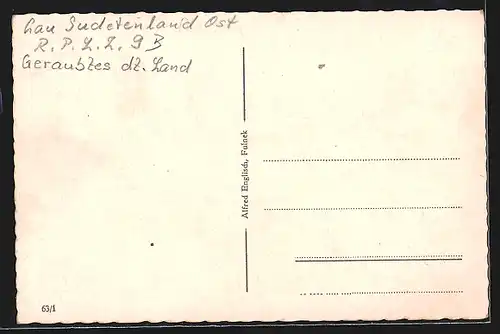 Gau Sudetenland Ost
R. P. L. Z. 9 B
Geraubtes dt. Land
Alfred Englisch, Fulnek
63/1